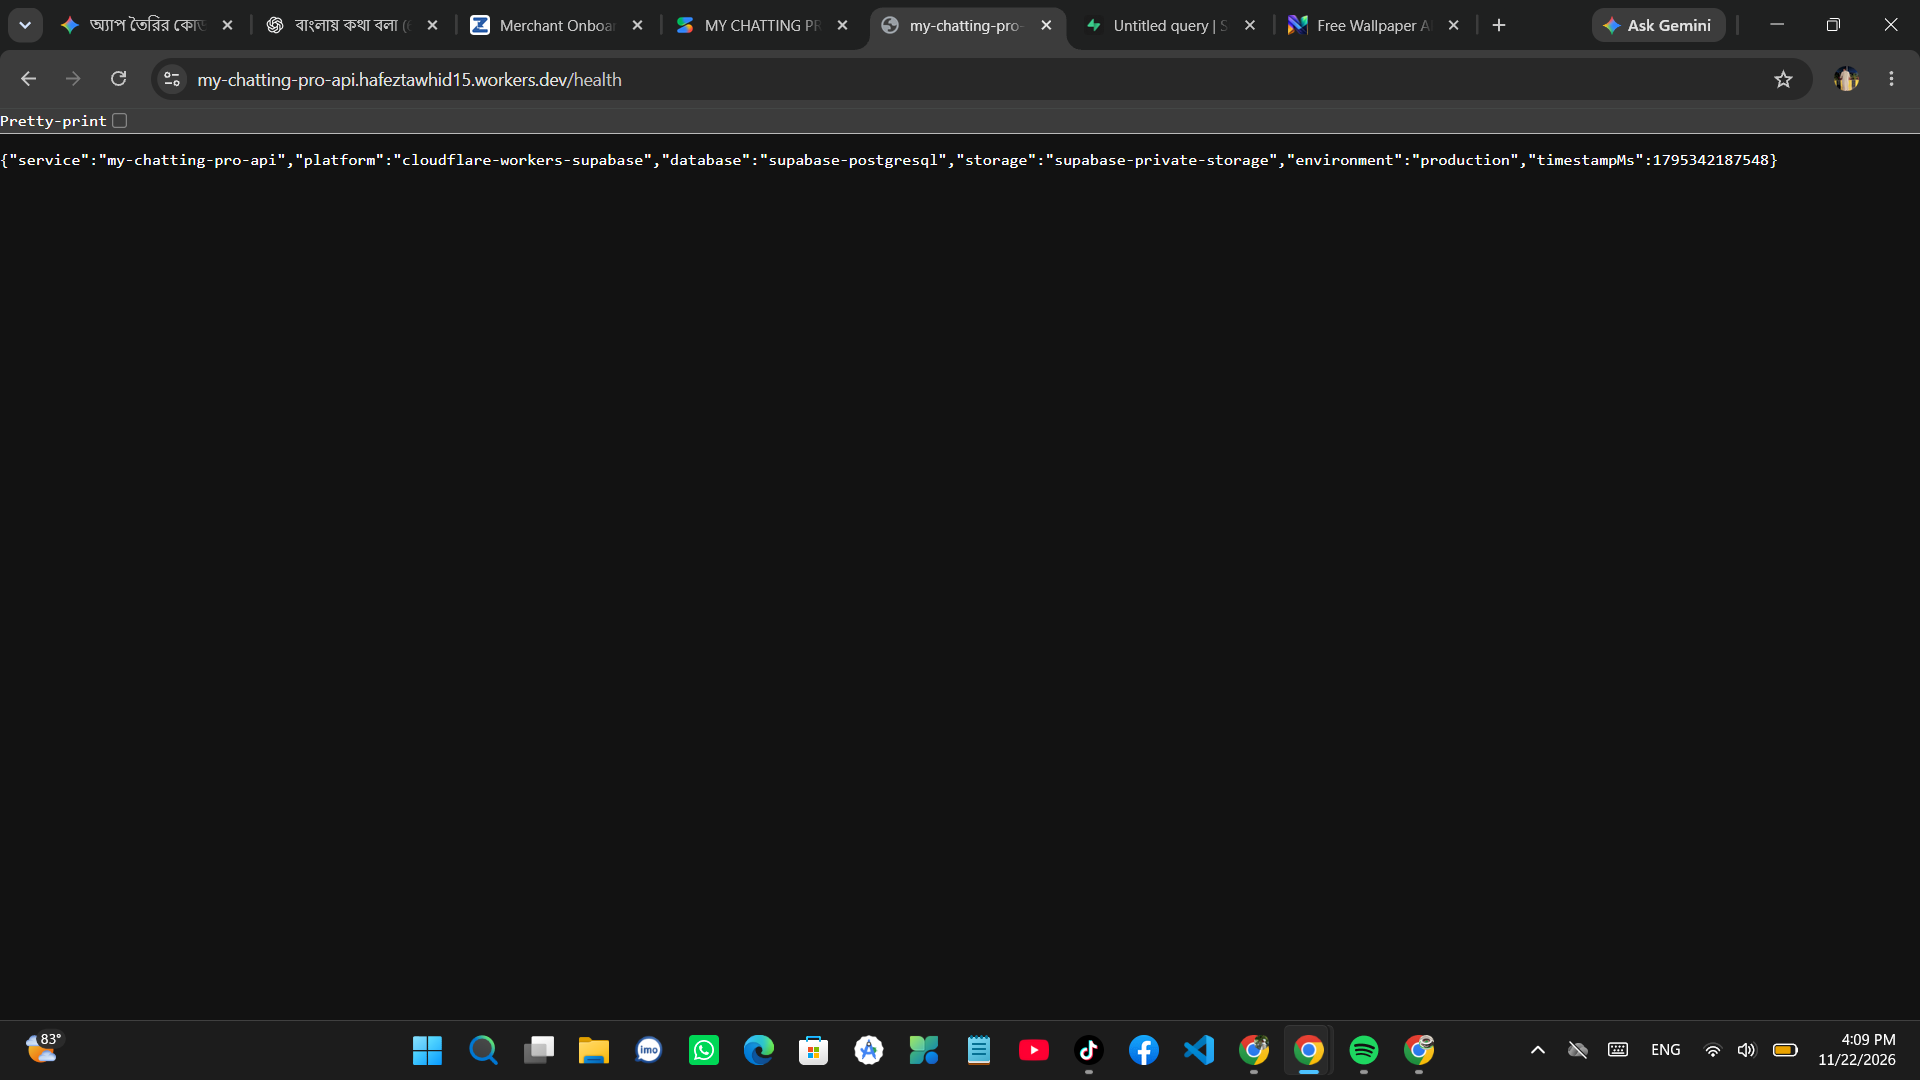 অ্যাপ তৈরির কো
বাংলায় কথা বলা (
Merchant Onboa
MY CHATTING PR
my-chatting-pro-
Untitled query | S
Free Wallpaper A
Ask Gemini
my-chatting-pro-api.hafeztawhid15.workers.dev/health
Pretty-print
{"service":"my-chatting-pro-api","platform":"cloudflare-workers-supabase","database":"supabase-postgresql","storage":"supabase-private-storage","environment":"production","timestampMs":1795342187548}
83°
imo
ENG
4:09 PM
11/22/2026